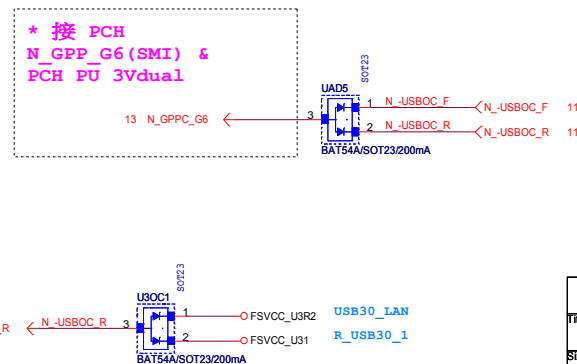 * 接 PCH
N_GPP_G6(SMI) &
PCH PU 3Vdual
13 N_GPPC_G6
UAD5
SOT23
3
1 N_-USBOC_F N_-USBOC_F 11
2 N_-USBOC_R N_-USBOC_R 11
BAT54A/SOT23/200mA
U3OC1
SOT23
_R N_-USBOC_R 3
1 FSVCC_U3R2 USB30_LAN
2 FSVCC_U31 R_USB30_1
BAT54A/SOT23/200mA